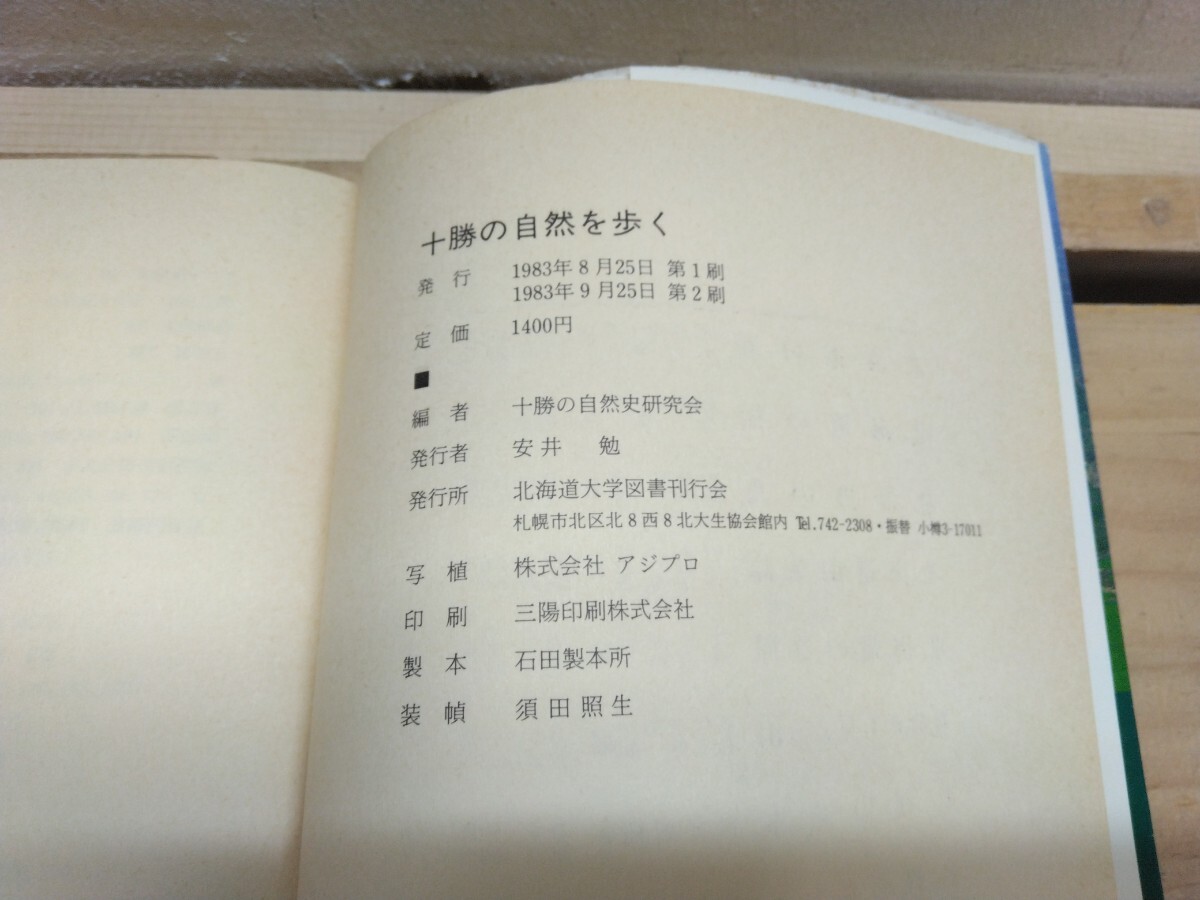 十勝の自然を歩く
発行 1983年8月25日 第1刷
1983年9月25日 第2刷
定価 1400円
■
編者 十勝の自然史研究会
発行者 安井 勉
発行所 北海道大学図書刊行会
札幌市北区北8西8北大生協会館内 Tel.742-2308・振替 小樽3-17011
写植 株式会社 アジプロ
印刷 三陽印刷株式会社
製本 石田製本所
装幀 須田照生